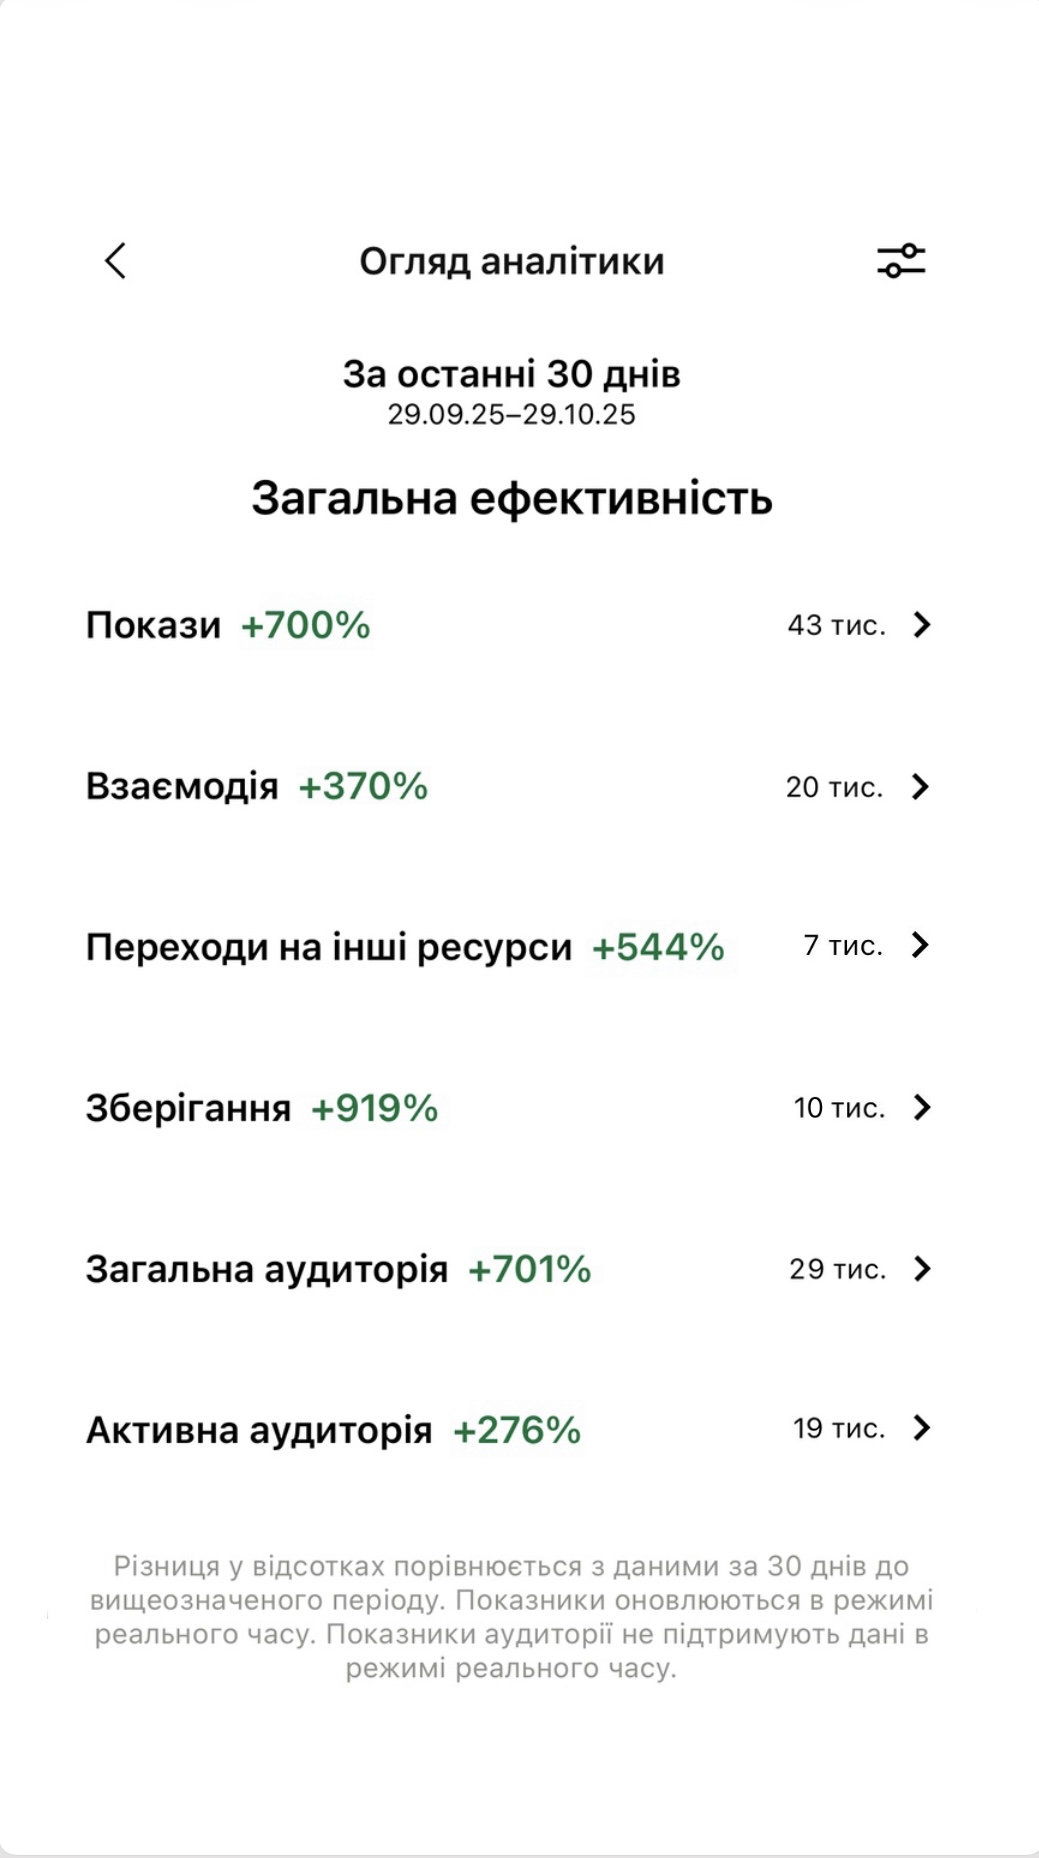 Огляд аналітики
За останні 30 днів
29.09.25–29.10.25
Загальна ефективність
Покази +700% 43 тис.
Взаємодія +370% 20 тис.
Переходи на інші ресурси +544% 7 тис.
Зберігання +919% 10 тис.
Загальна аудиторія +701% 29 тис.
Активна аудиторія +276% 19 тис.
Різниця у відсотках порівнюється з даними за 30 днів до
вищеозначеного періоду. Показники оновлюються в режимі
реального часу. Показники аудиторії не підтримують дані в
режимі реального часу.